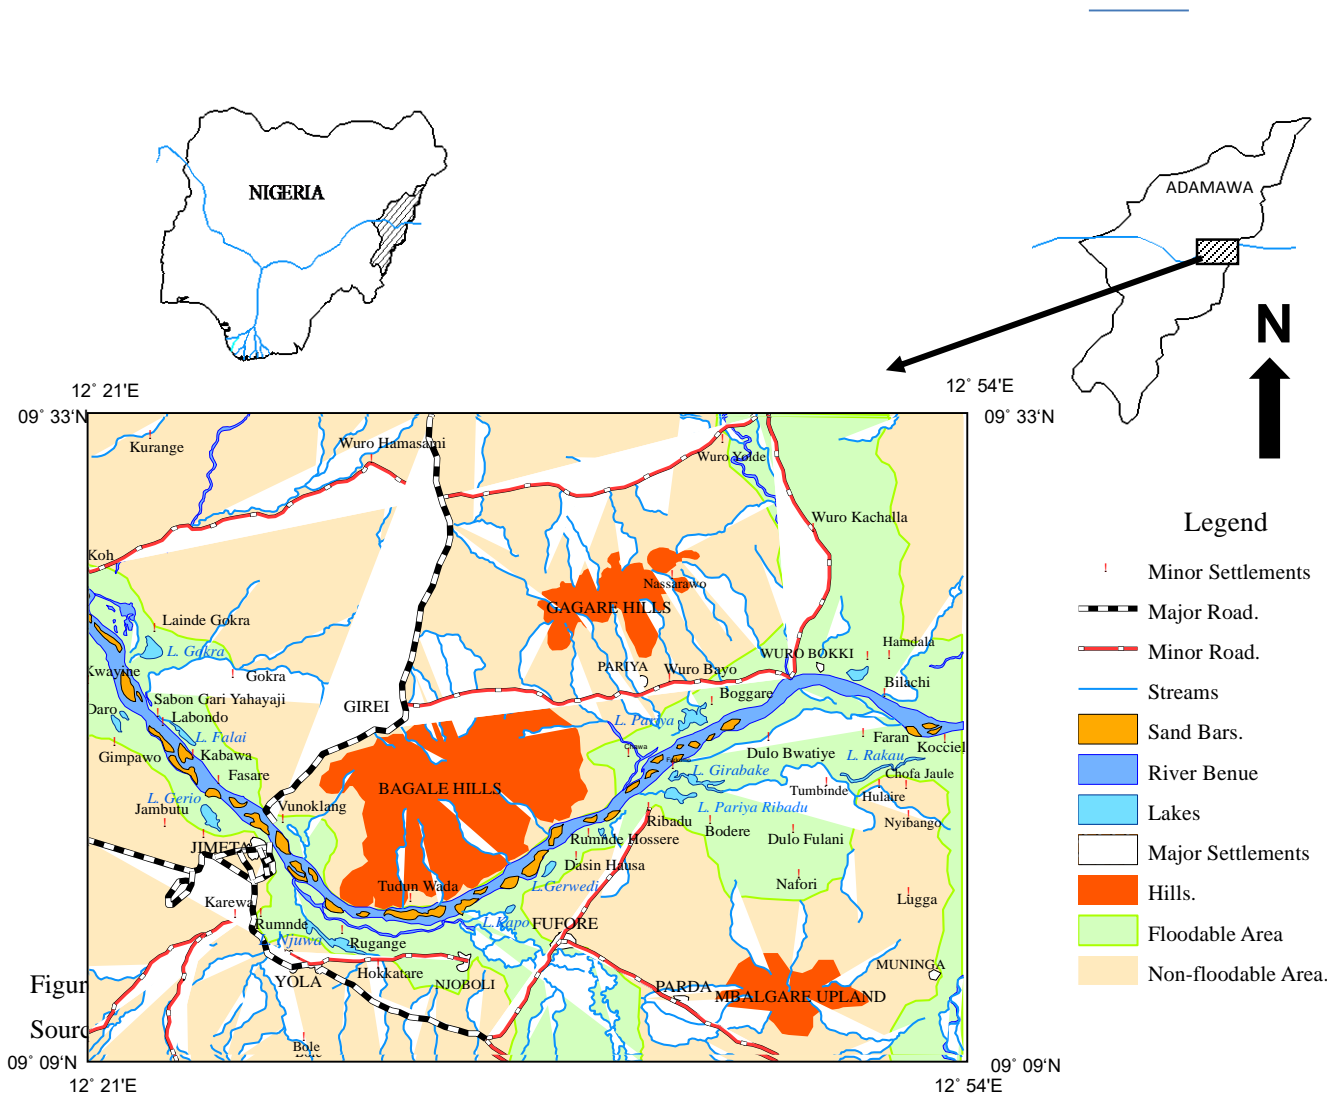 NIGERIA
ADAMAWA
N
12˚ 21'E
12˚ 54'E
09˚ 33‘N
09˚ 33‘N
Kurange
Wuro Hamasami
Wuro Yolde
Wuro Kachalla
Koh
Nassarawo
GAGARE HILLS
Lainde Gokra
L. Gokra
Hamdala
WURO BOKKI
Kwayine
Gokra
PARIYA
Wuro Bayo
Bilachi
Sabon Gari Yahayaji
Boggare
Daro
Labondo
GIREI
L. Pariya
L. Falai
Faran
Kocciel
Gimpawo
Kabawa
Dulo Bwatiye
L. Rakau
Fasare
L. Girabake
Chofa Jaule
BAGALE HILLS
Tumbinde
Hulaire
L. Gerio
Vunoklang
L. Pariya Ribadu
Jambutu
Ribadu
Bodere
Nyibango
JIMETA
Rumnde Hossere
Dulo Fulani
Dasin Hausa
Tudun Wada
L.Gerwedi
Nafori
Lugga
Karewa
Rumnde
L.Kapo
FUFORE
Njuwa
Rugange
MUNINGA
YOLA
Hokkatare
NJOBOLI
PARDA
MBALGARE UPLAND
Bole
Figur
Sourc
09˚ 09‘N
09˚ 09‘N
12˚ 21'E
12˚ 54'E
Legend
Minor Settlements
Major Road.
Minor Road.
Streams
Sand Bars.
River Benue
Lakes
Major Settlements
Hills.
Floodable Area
Non-floodable Area.